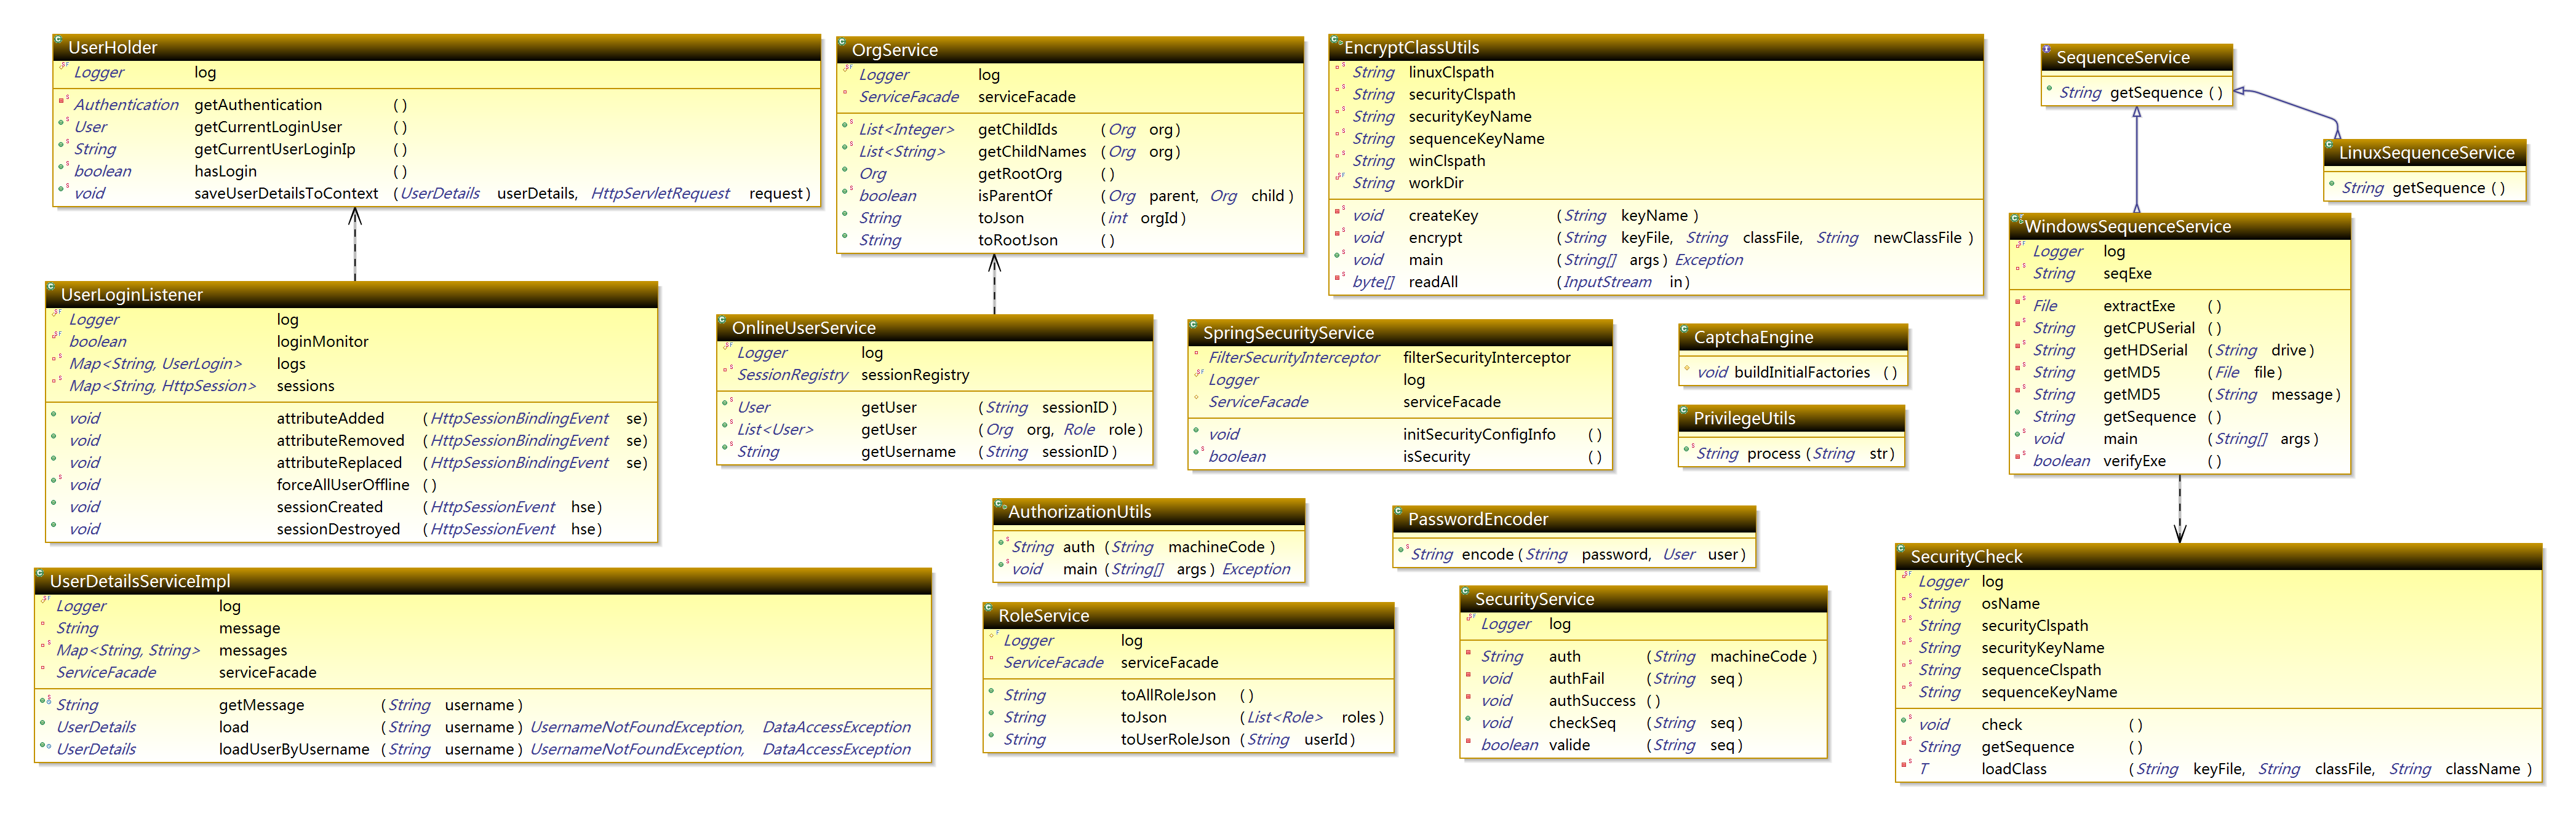 UserHolder
Logger log
Authentication getAuthentication ()
User getCurrentLoginUser ()
String getCurrentUserLoginIp ()
boolean hasLogin ()
void saveUserDetailsToContext (UserDetails userDetails, HttpServletRequest request)
OrgService
Logger log
ServiceFacade serviceFacade
List<Integer> getChildIds (Org org)
List<String> getChildNames (Org org)
Org getRootOrg ()
boolean isParentOf (Org parent, Org child)
String toJson (int orgId)
String toRootJson ()
EncryptClassUtils
String linuxClspath
String securityClspath
String securityKeyName
String sequenceKeyName
String winClspath
String workDir
void createKey (String keyName)
void encrypt (String keyFile, String classFile, String newClassFile)
void main (String[] args) Exception
byte[] readAll (InputStream in)
SequenceService
String getSequence ()
LinuxSequenceService
String getSequence ()
WindowsSequenceService
Logger log
String seqExe
File extractExe ()
String getCPUSerial ()
String getHDSerial (String drive)
String getMD5 (File file)
String getMD5 (String message)
String getSequence ()
void main (String[] args)
boolean verifyExe ()
UserLoginListener
Logger log
boolean loginMonitor
Map<String, UserLogin> logs
Map<String, HttpSession> sessions
void attributeAdded (HttpSessionBindingEvent se)
void attributeRemoved (HttpSessionBindingEvent se)
void attributeReplaced (HttpSessionBindingEvent se)
void forceAllUserOffline ()
void sessionCreated (HttpSessionEvent hse)
void sessionDestroyed (HttpSessionEvent hse)
OnlineUserService
Logger log
SessionRegistry sessionRegistry
User getUser (String sessionID)
List<User> getUser (Org org, Role role)
String getUsername (String sessionID)
SpringSecurityService
FilterSecurityInterceptor filterSecurityInterceptor
Logger log
ServiceFacade serviceFacade
void initSecurityConfigInfo ()
boolean isSecurity ()
CaptchaEngine
void buildInitialFactories ()
PrivilegeUtils
String process (String str)
AuthorizationUtils
String auth (String machineCode)
void main (String[] args) Exception
PasswordEncoder
String encode (String password, User user)
UserDetailsServiceImpl
Logger log
String message
Map<String, String> messages
ServiceFacade serviceFacade
String getMessage (String username)
UserDetails load (String username) UsernameNotFoundException, DataAccessException
UserDetails loadUserByUsername (String username) UsernameNotFoundException, DataAccessException
RoleService
Logger log
ServiceFacade serviceFacade
String toAllRoleJson ()
String toJson (List<Role> roles)
String toUserRoleJson (String userId)
SecurityService
Logger log
String auth (String machineCode)
void authFail (String seq)
void authSuccess ()
void checkSeq (String seq)
boolean valide (String seq)
SecurityCheck
Logger log
String osName
String securityClspath
String securityKeyName
String sequenceClspath
String sequenceKeyName
void check ()
String getSequence ()
T loadClass (String keyFile, String classFile, String className)